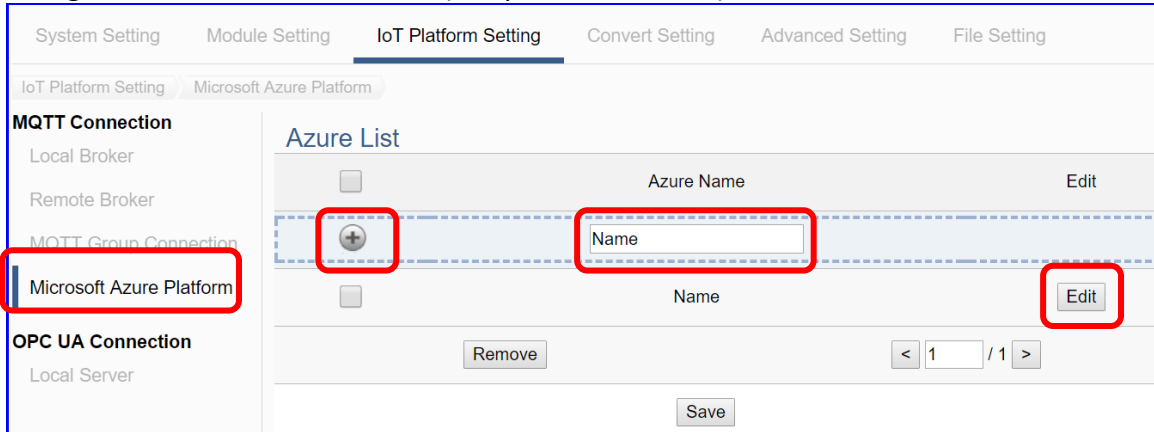 System Setting Module Setting IoT Platform Setting Convert Setting Advanced Setting File Setting
IoT Platform Setting Microsoft Azure Platform
MQTT Connection
Local Broker
Remote Broker
MQTT Group Connection
Microsoft Azure Platform
OPC UA Connection
Local Server
Azure List
Azure Name Edit
Name
Name Edit
Remove < 1 / 1 >
Save